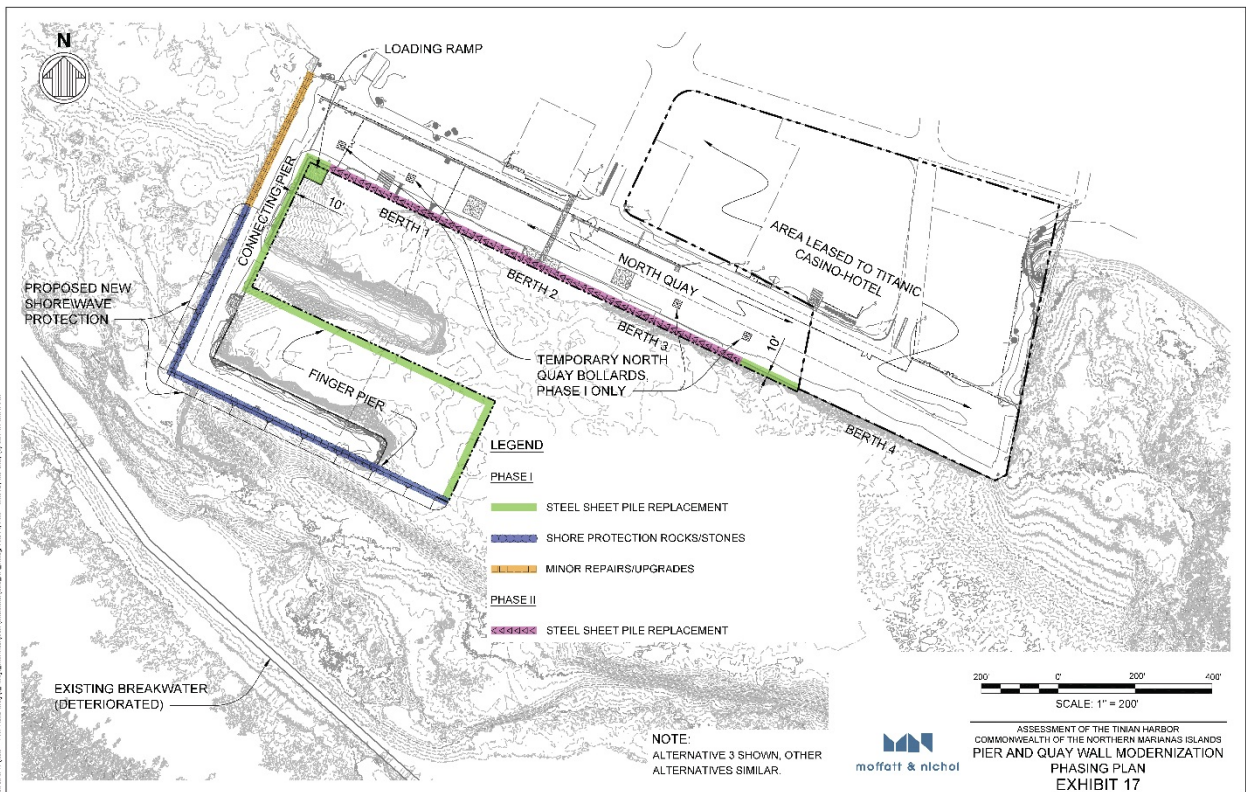 N
LOADING RAMP
CONNECTING PIER
10'
BERTH 1
BERTH 2
NORTH QUAY
BERTH 3
10'
BERTH 4
AREA LEASED TO TITANIC
CASINO-HOTEL
PROPOSED NEW
SHOREWAVE
PROTECTION
FINGER PIER
TEMPORARY NORTH
QUAY BOLLARDS,
PHASE I ONLY
LEGEND
PHASE I
STEEL SHEET PILE REPLACEMENT
SHORE PROTECTION ROCKS/STONES
MINOR REPAIRS/UPGRADES
PHASE II
STEEL SHEET PILE REPLACEMENT
EXISTING BREAKWATER
(DETERIORATED)
NOTE:
ALTERNATIVE 3 SHOWN, OTHER
ALTERNATIVES SIMILAR.
moffatt & nichol
200' 0' 200' 400'
SCALE: 1" = 200'
ASSESSMENT OF THE TINIAN HARBOR
COMMONWEALTH OF THE NORTHERN MARIANAS ISLANDS
PIER AND QUAY WALL MODERNIZATION
PHASING PLAN
EXHIBIT 17